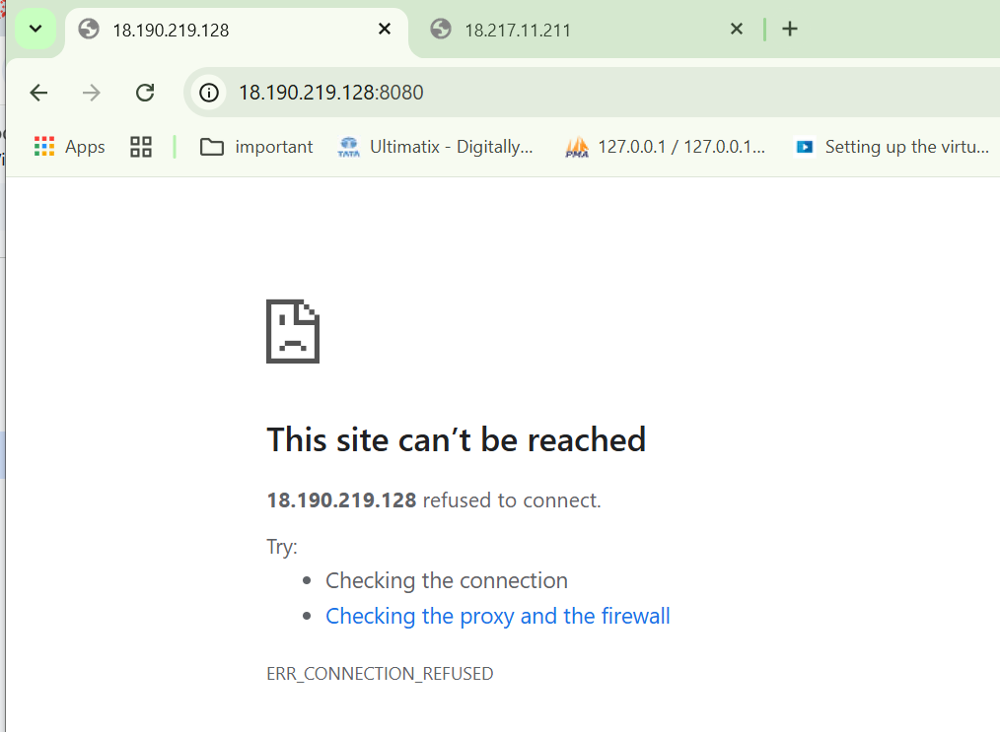 18.190.219.128
18.217.11.211
18.190.219.128:8080
Apps
important
TATA
Ultimatix - Digitally...
PMA
127.0.0.1 / 127.0.0.1...
Setting up the virtu...
This site can't be reached
18.190.219.128 refused to connect.
Try:
• Checking the connection
• Checking the proxy and the firewall
ERR_CONNECTION_REFUSED